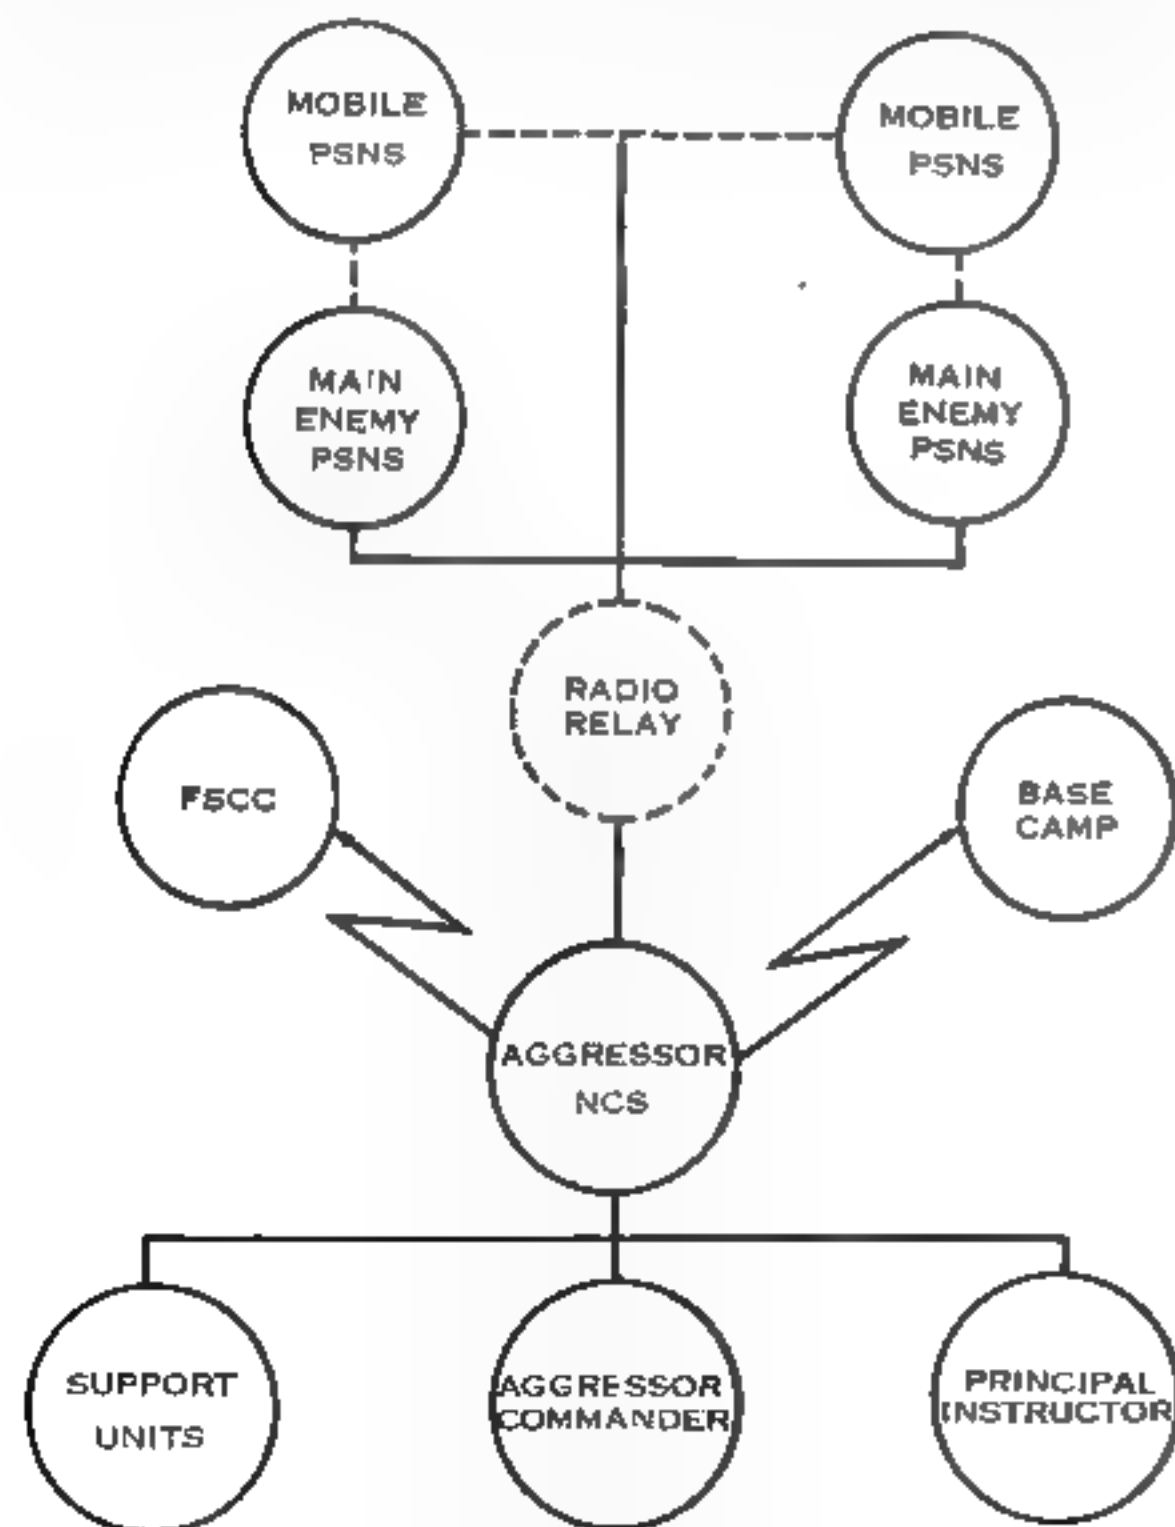 MOBILE
PSNS
MOBILE
PSNS
MAIN
ENEMY
PSNS
MAIN
ENEMY
PSNS
RADIO
RELAY
FSCC
BASE
CAMP
AGGRESSOR
NCS
SUPPORT
UNITS
AGGRESSOR
COMMANDER
PRINCIPAL
INSTRUCTOR